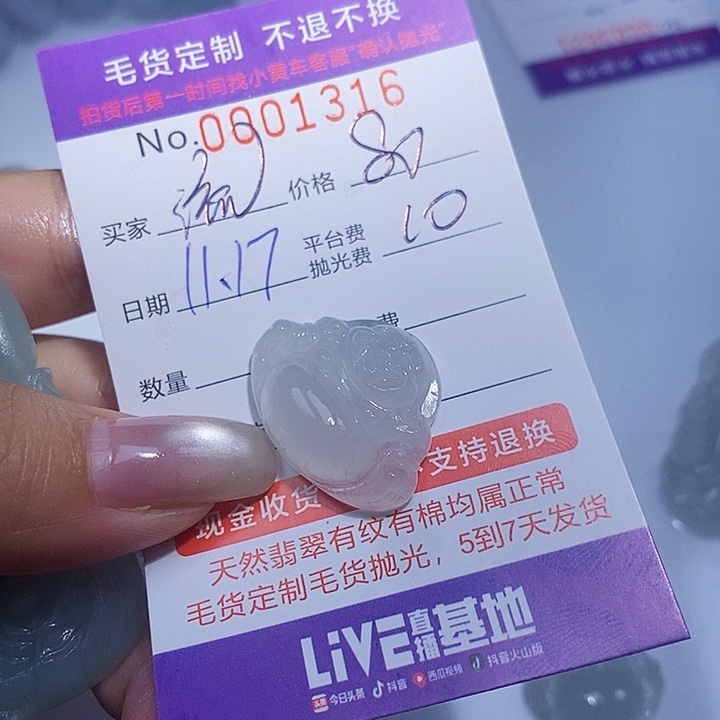 毛货定制 不退不换
拍货后第一时间找小黄车客服“确认抛光”
No.0001316
买家 流 价格 80
日期 11.17 平台费 抛光费 10
数量 费
现金收货 支持退换
天然翡翠有纹有棉均属正常
毛货定制毛货抛光，5到7天发货
LiVE直播基地
头条 今日头条 抖音 西瓜视频 抖音火山版